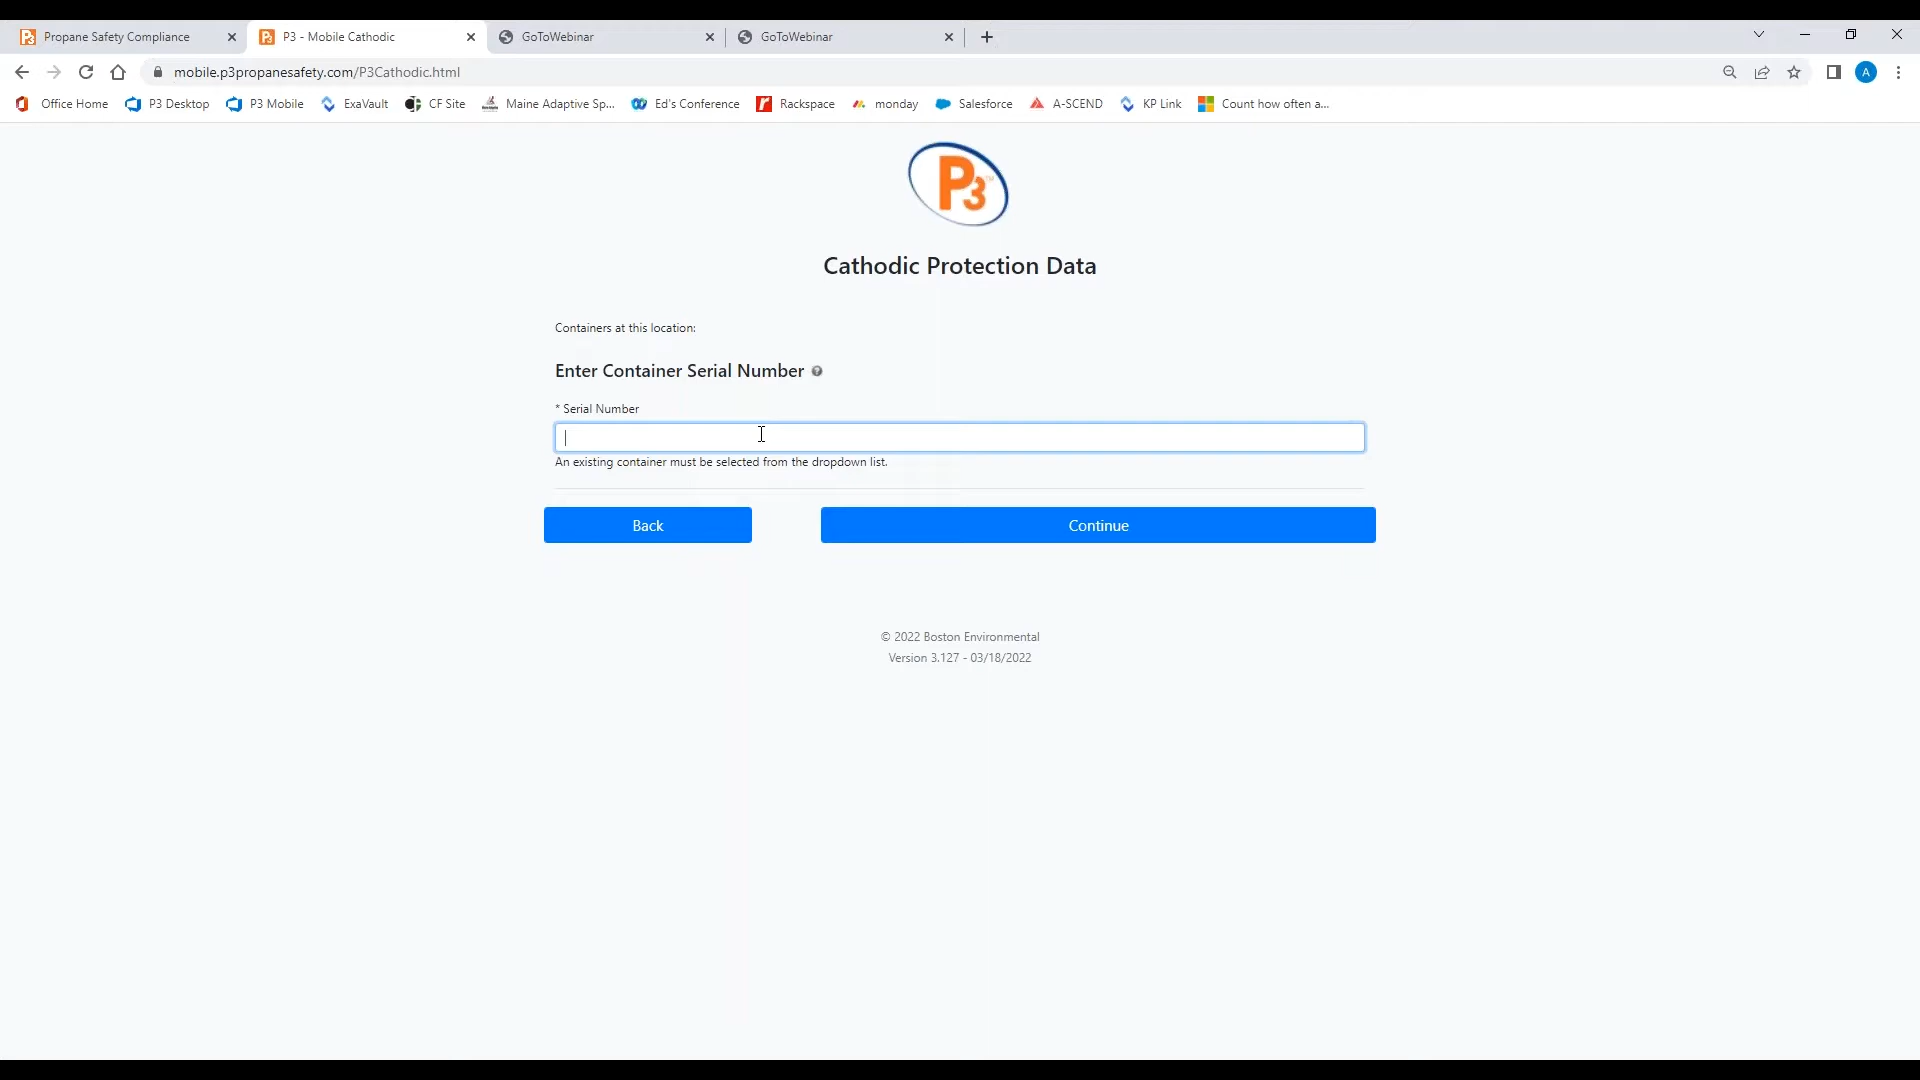 Propane Safety Compliance
P3 - Mobile Cathodic
GoToWebinar
GoToWebinar
mobile.p3propanesafety.com/P3Cathodic.html
A
Office Home
P3 Desktop
P3 Mobile
ExaVault
CF Site
Maine Adaptive Sp...
Ed's Conference
Rackspace
monday
Salesforce
A-SCEND
KP Link
Count how often a...
P3™
Cathodic Protection Data
Containers at this location:
Enter Container Serial Number
* Serial Number
An existing container must be selected from the dropdown list.
Back
Continue
© 2022 Boston Environmental
Version 3.127 - 03/18/2022